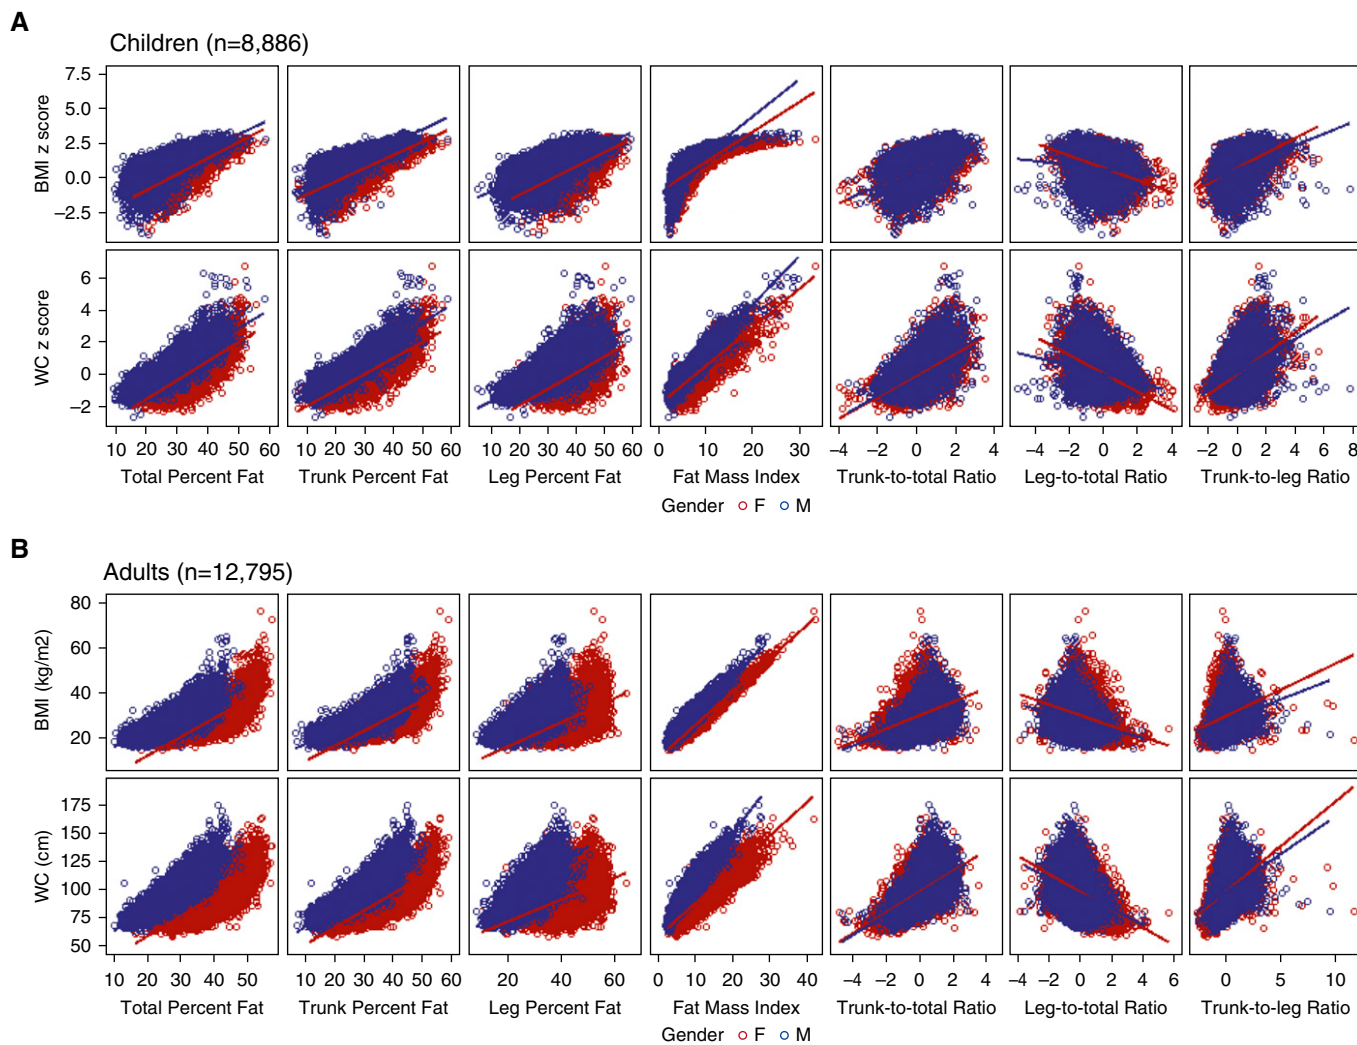 A
Children (n=8,886)
BMI z score
7.5
5.0
2.5
0.0
−2.5
WC z score
6
4
2
0
−2
10 20 30 40 50 60
10 20 30 40 50 60
10 20 30 40 50 60
0 10 20 30
−4 −2 0 2 4
−4 −2 0 2 4
−2 0 2 4 6 8
Total Percent Fat
Trunk Percent Fat
Leg Percent Fat
Fat Mass Index
Trunk-to-total Ratio
Leg-to-total Ratio
Trunk-to-leg Ratio
Gender F M
B
Adults (n=12,795)
BMI (kg/m2)
80
60
40
20
WC (cm)
175
150
125
100
75
50
10 20 30 40 50
10 20 30 40 50 60
20 40 60
0 10 20 30 40
−4 −2 0 2 4
−4 −2 0 2 4 6
0 5 10
Total Percent Fat
Trunk Percent Fat
Leg Percent Fat
Fat Mass Index
Trunk-to-total Ratio
Leg-to-total Ratio
Trunk-to-leg Ratio
Gender F M